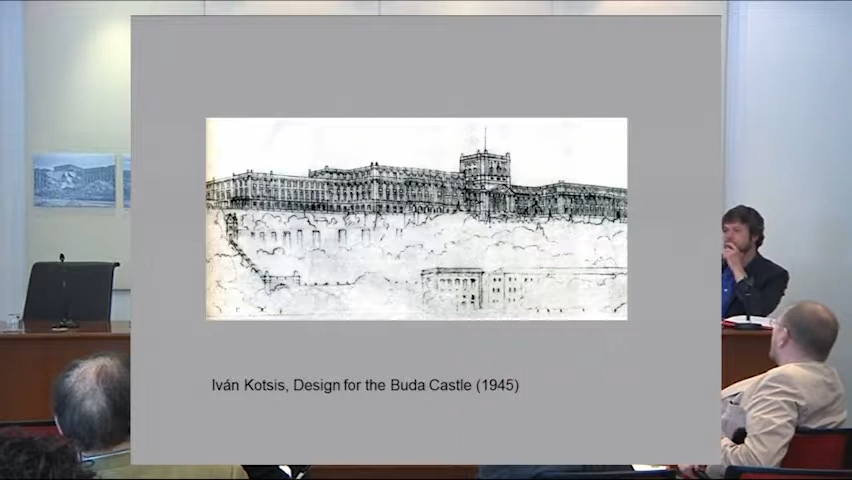 Iván Kotsis, Design for the Buda Castle (1945)